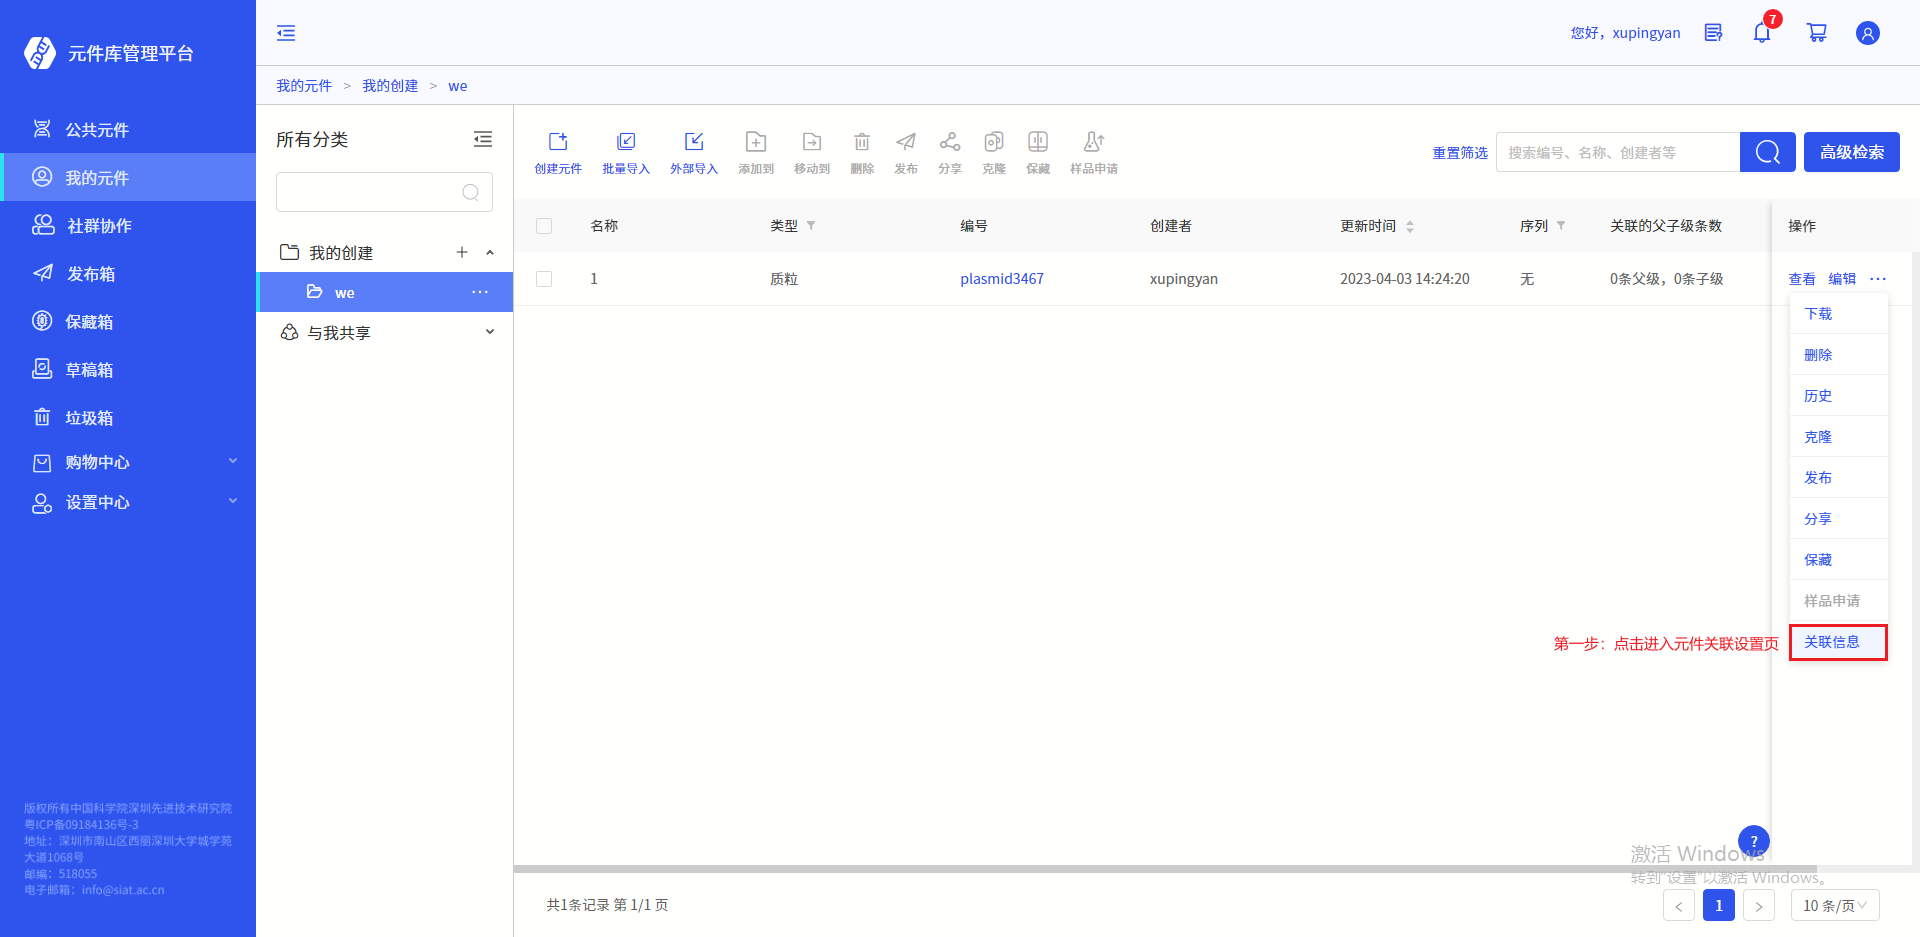 元件库管理平台
公共元件
我的元件
社群协作
发布箱
保藏箱
草稿箱
垃圾箱
购物中心
设置中心
版权所有中国科学院深圳先进技术研究院
粤ICP备09184136号-3
地址：深圳市南山区西丽深圳大学城学苑
大道1068号
邮编：518055
电子邮箱：info@siat.ac.cn
您好，xupingyan
7
我的元件 > 我的创建 > we
所有分类
我的创建
we
与我共享
创建元件 批量导入 外部导入 添加到 移动到 删除 发布 分享 克隆 保藏 样品申请
重置筛选 搜索编号、名称、创建者等 高级检索
名称 类型 编号 创建者 更新时间 序列 关联的父子级条数 操作
1 质粒 plasmid3467 xupingyan 2023-04-03 14:24:20 无 0条父级，0条子级 查看 编辑 ···
下载
删除
历史
克隆
发布
分享
保藏
样品申请
第一步：点击进入元件关联设置页 关联信息
?
激活 Windows
转到"设置"以激活 Windows。
共1条记录 第 1/1 页
< 1 > 10 条/页